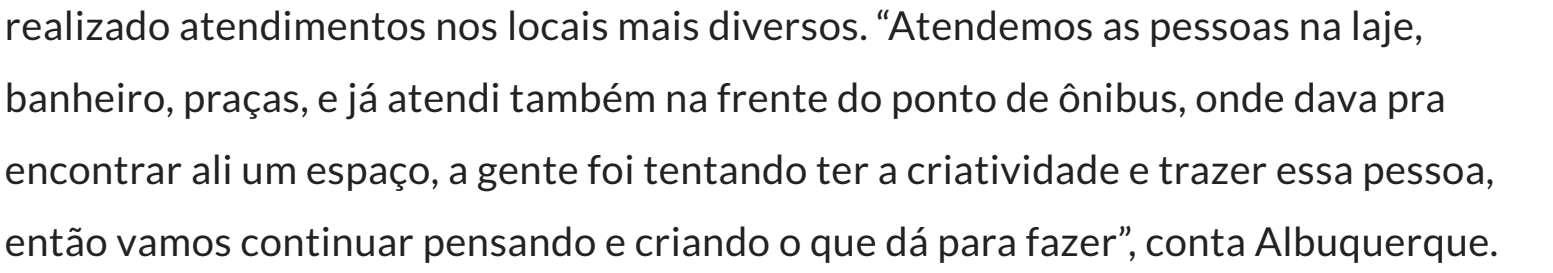 realizado atendimentos nos locais mais diversos. “Atendemos as pessoas na laje,
banheiro, praças, e já atendi também na frente do ponto de ônibus, onde dava pra
encontrar ali um espaço, a gente foi tentando ter a criatividade e trazer essa pessoa,
então vamos continuar pensando e criando o que dá para fazer”, conta Albuquerque.